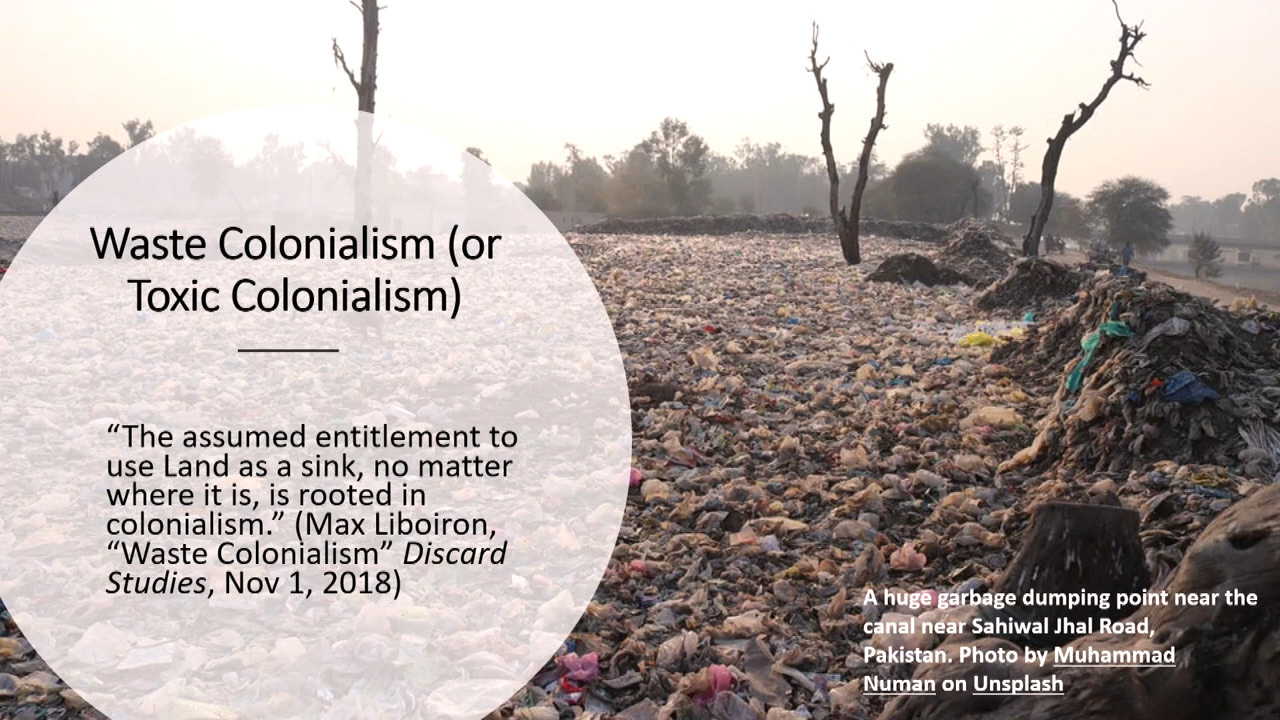 Waste Colonialism (or
Toxic Colonialism)
“The assumed entitlement to
use Land as a sink, no matter
where it is, is rooted in
colonialism.” (Max Liboiron,
“Waste Colonialism” Discard
Studies, Nov 1, 2018)
A huge garbage dumping point near the
canal near Sahiwal Jhal Road,
Pakistan. Photo by Muhammad
Numan on Unsplash